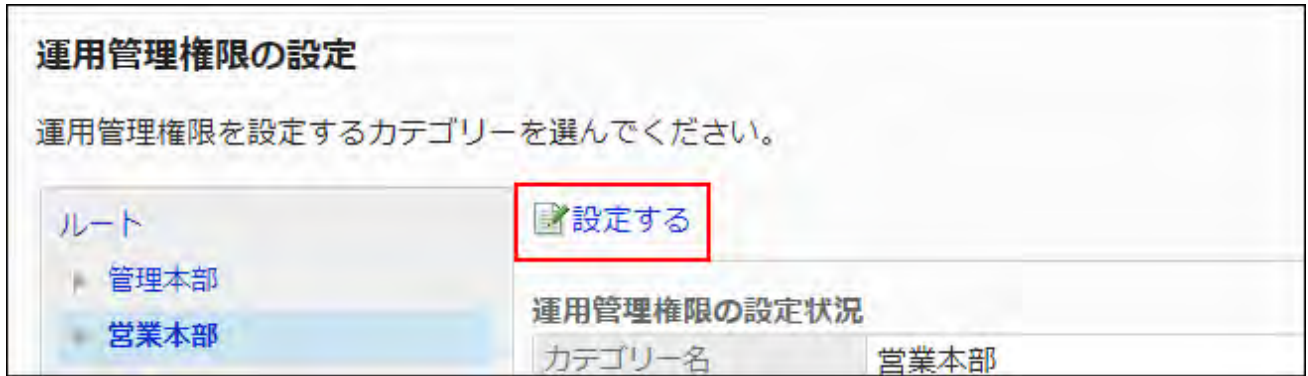 運用管理権限の設定
運用管理権限を設定するカテゴリーを選んでください。
ルート
管理本部
営業本部
設定する
運用管理権限の設定状況
カテゴリー名 営業本部